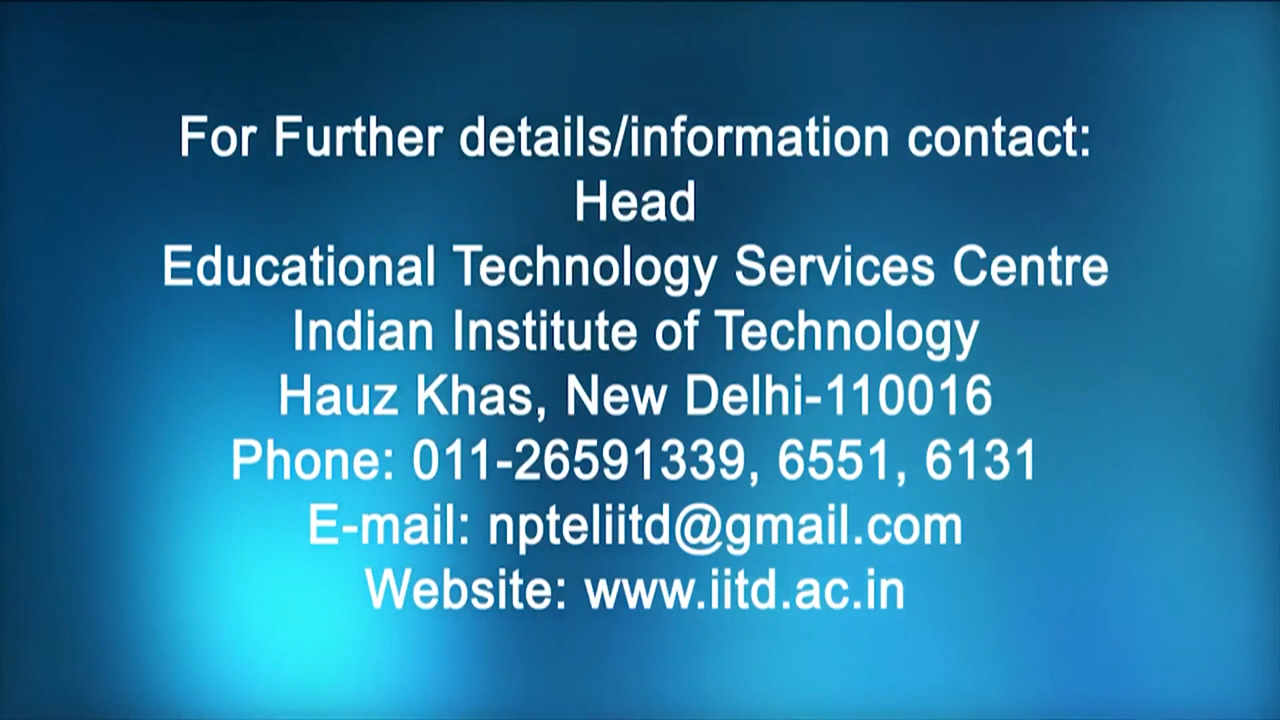 For Further details/information contact:
Head
Educational Technology Services Centre
Indian Institute of Technology
Hauz Khas, New Delhi-110016
Phone: 011-26591339, 6551, 6131
E-mail: npteliitd@gmail.com
Website: www.iitd.ac.in